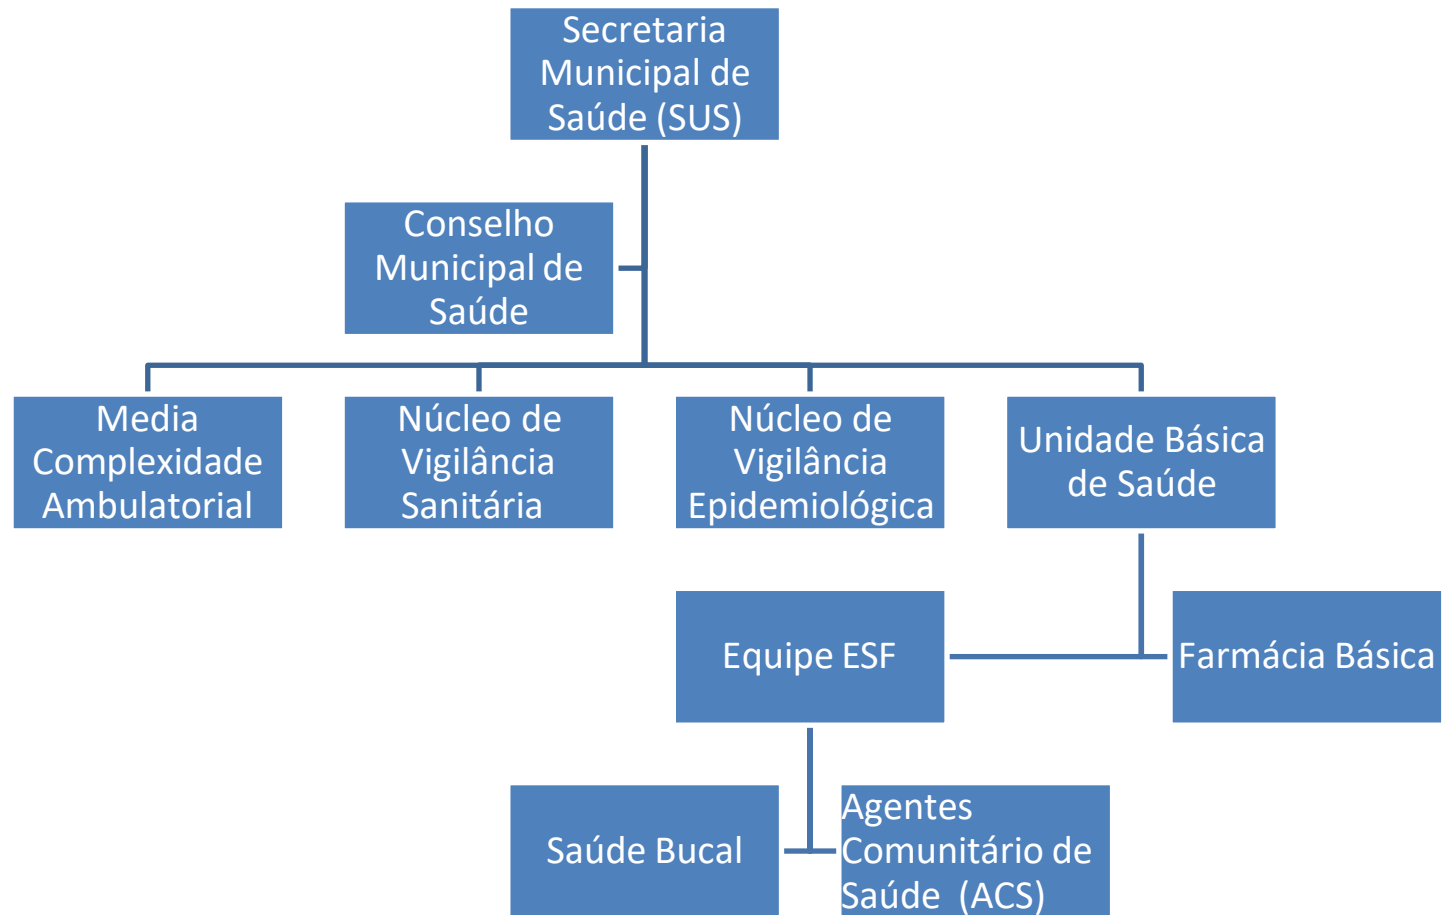 Secretaria
Municipal de
Saúde (SUS)
Conselho
Municipal de
Saúde
Media
Complexidade
Ambulatorial
Núcleo de
Vigilância
Sanitária
Núcleo de
Vigilância
Epidemiológica
Unidade Básica
de Saúde
Equipe ESF
Farmácia Básica
Saúde Bucal
Agentes
Comunitário de
Saúde (ACS)